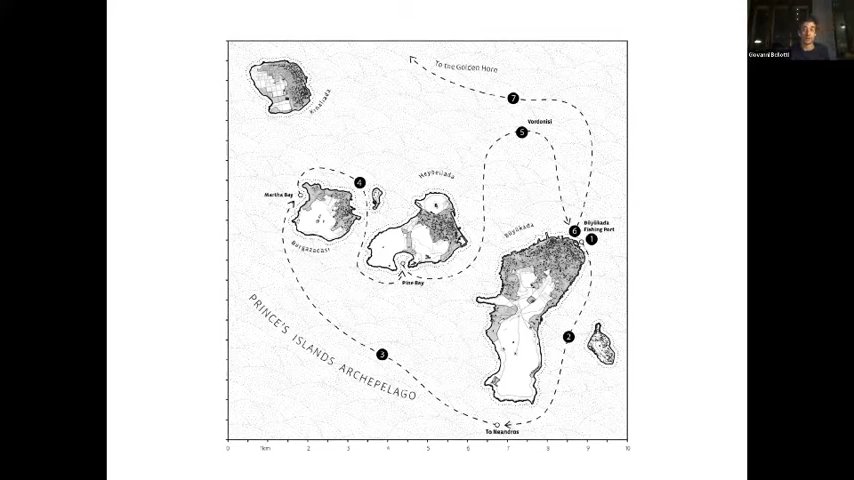 Giovanni Bellotti
To the Golden Horn
7
Vordonisi
5
Kınalıada
Heybeliada
4
Martha Bay
Büyükada
Fishing Port
6
1
Büyükada
Burgazadası
Pine Bay
2
PRINCE'S ISLANDS ARCHEPELAGO
3
To Neandros
0 1km 2 3 4 5 6 7 8 9 10